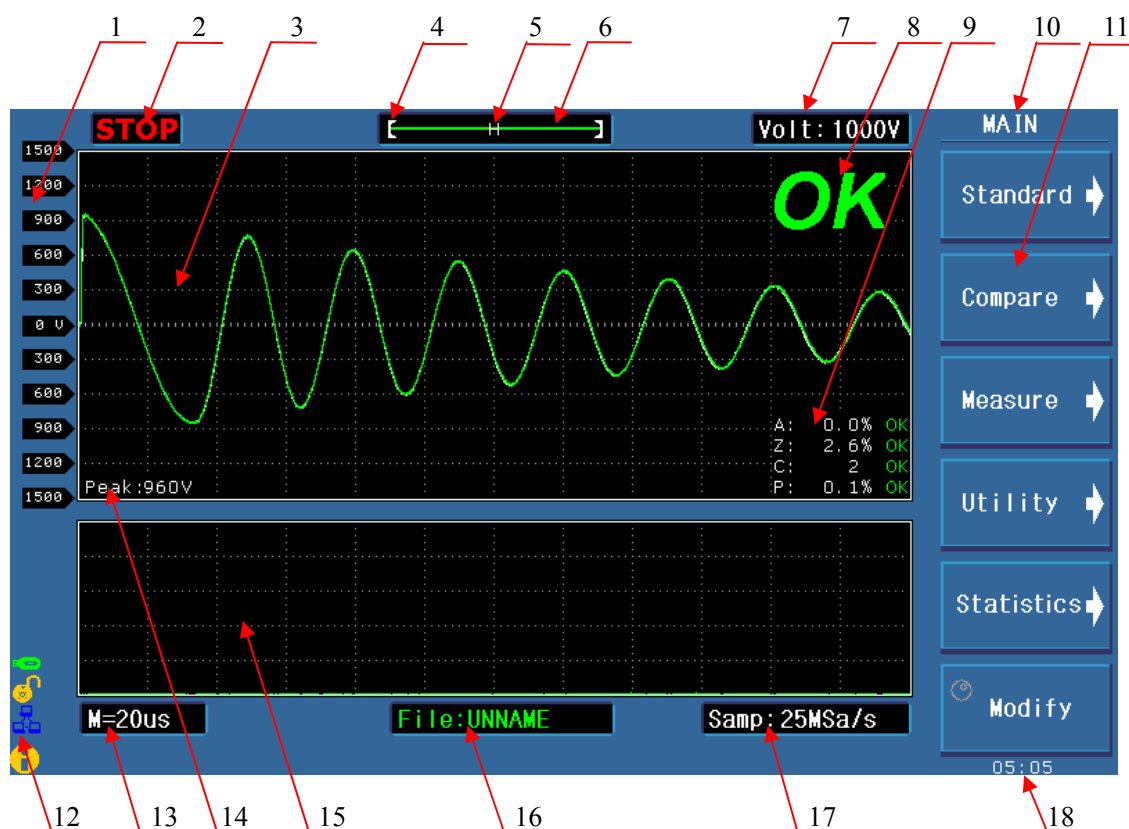 1 2 3 4 5 6 7 8 9 10 11
STOP
Volt:1000V
MAIN
1500
1200
900
600
300
0 V
300
600
900
1200
1500
OK
A: 0.0% OK
Z: 2.6% OK
C: 2 OK
P: 0.1% OK
Peak:960V
Standard
Compare
Measure
Utility
Statistics
Modify
M=20us
File:UNNAME
Samp:25MSa/s
05:05
12 13 14 15 16 17 18